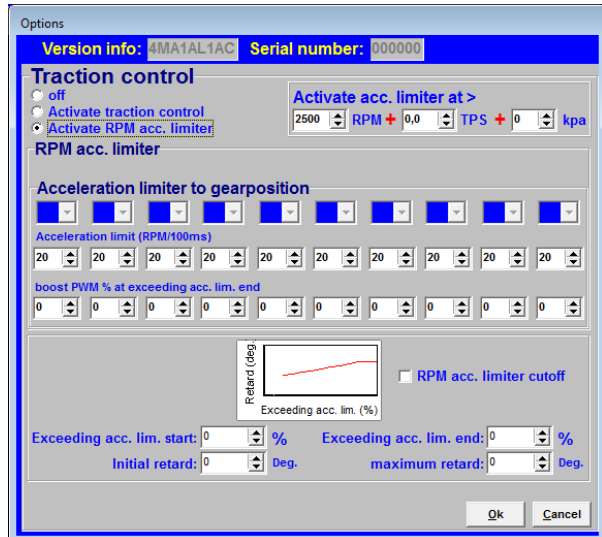 Options
Version info: 4MA1AL1AC Serial number: 000000
Traction control
off
Activate traction control
Activate RPM acc. limiter
Activate acc. limiter at >
2500 RPM + 0,0 TPS + 0 kpa
RPM acc. limiter
Acceleration limiter to gearposition
Acceleration limit (RPM/100ms)
20 20 20 20 20 20 20 20 20 20
boost PWM % at exceeding acc. lim. end
0 0 0 0 0 0 0 0 0 0
Retard (deg.)
Exceeding acc. lim. (%)
RPM acc. limiter cutoff
Exceeding acc. lim. start: 0 % Exceeding acc. lim. end: 0 %
Initial retard: 0 Deg. maximum retard: 0 Deg.
Ok Cancel